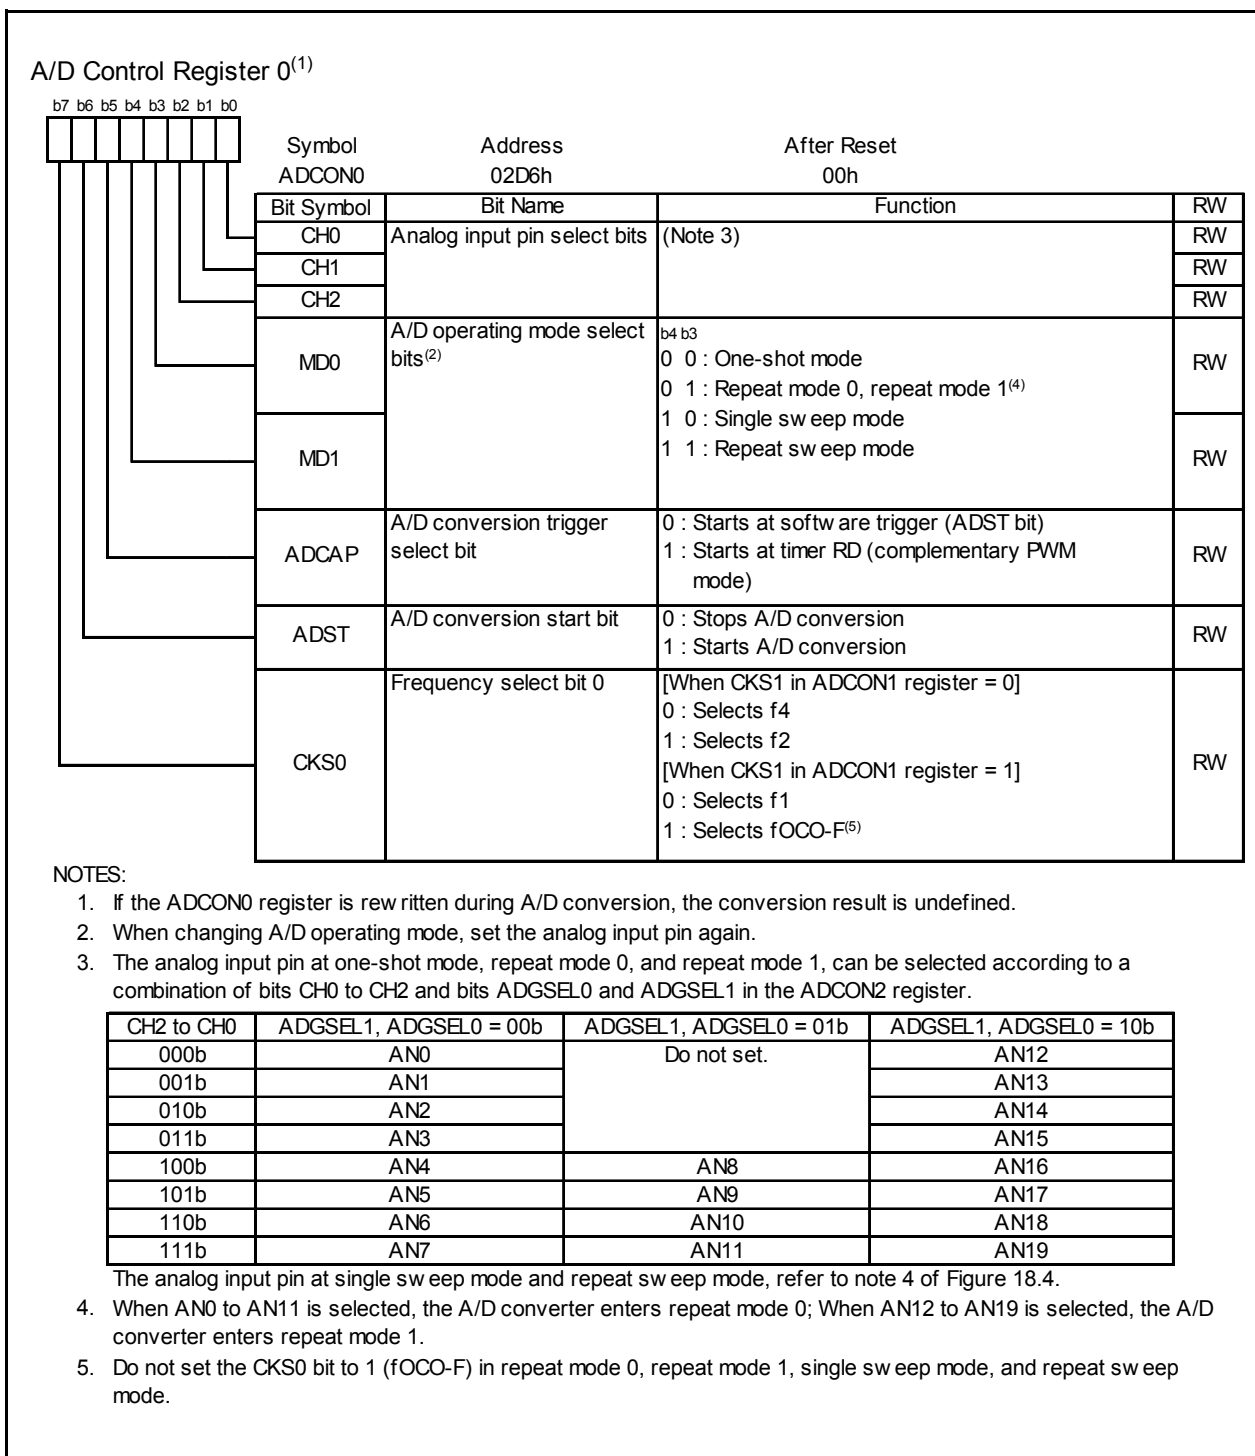 A/D Control Register 0(1)
b7 b6 b5 b4 b3 b2 b1 b0
Symbol Address After Reset
ADCON0 02D6h 00h
Bit Symbol Bit Name Function RW
CH0 Analog input pin select bits (Note 3) RW
CH1 RW
CH2 RW
MD0 A/D operating mode select bits(2) b4 b3 RW
0 0 : One-shot mode
0 1 : Repeat mode 0, repeat mode 1(4)
1 0 : Single sweep mode
MD1 1 1 : Repeat sweep mode RW
ADCAP A/D conversion trigger select bit 0 : Starts at software trigger (ADST bit) RW
1 : Starts at timer RD (complementary PWM
mode)
ADST A/D conversion start bit 0 : Stops A/D conversion RW
1 : Starts A/D conversion
CKS0 Frequency select bit 0 [When CKS1 in ADCON1 register = 0] RW
0 : Selects f4
1 : Selects f2
[When CKS1 in ADCON1 register = 1]
0 : Selects f1
1 : Selects fOCO-F(5)
NOTES:
1. If the ADCON0 register is rewritten during A/D conversion, the conversion result is undefined.
2. When changing A/D operating mode, set the analog input pin again.
3. The analog input pin at one-shot mode, repeat mode 0, and repeat mode 1, can be selected according to a
combination of bits CH0 to CH2 and bits ADGSEL0 and ADGSEL1 in the ADCON2 register.
CH2 to CH0 ADGSEL1, ADGSEL0 = 00b ADGSEL1, ADGSEL0 = 01b ADGSEL1, ADGSEL0 = 10b
000b AN0 Do not set. AN12
001b AN1 AN13
010b AN2 AN14
011b AN3 AN15
100b AN4 AN8 AN16
101b AN5 AN9 AN17
110b AN6 AN10 AN18
111b AN7 AN11 AN19
The analog input pin at single sweep mode and repeat sweep mode, refer to note 4 of Figure 18.4.
4. When AN0 to AN11 is selected, the A/D converter enters repeat mode 0; When AN12 to AN19 is selected, the A/D
converter enters repeat mode 1.
5. Do not set the CKS0 bit to 1 (fOCO-F) in repeat mode 0, repeat mode 1, single sweep mode, and repeat sweep
mode.